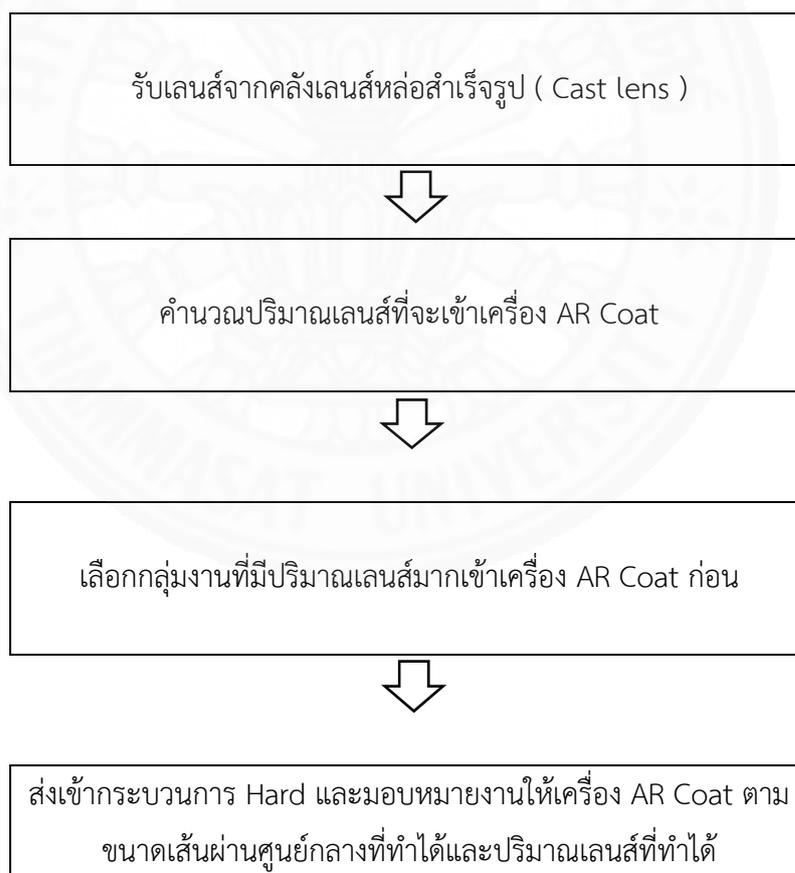 รับเลนส์จากคลังเลนส์หล่อสำเร็จรูป ( Cast lens )
คำนวณปริมาณเลนส์ที่จะเข้าเครื่อง AR Coat
เลือกกลุ่มงานที่มีปริมาณเลนส์มากเข้าเครื่อง AR Coat ก่อน
ส่งเข้ากระบวนการ Hard และมอบหมายงานให้เครื่อง AR Coat ตาม
ขนาดเส้นผ่านศูนย์กลางที่ทำได้และปริมาณเลนส์ที่ทำได้
THAMMASAT UNIVERSITY